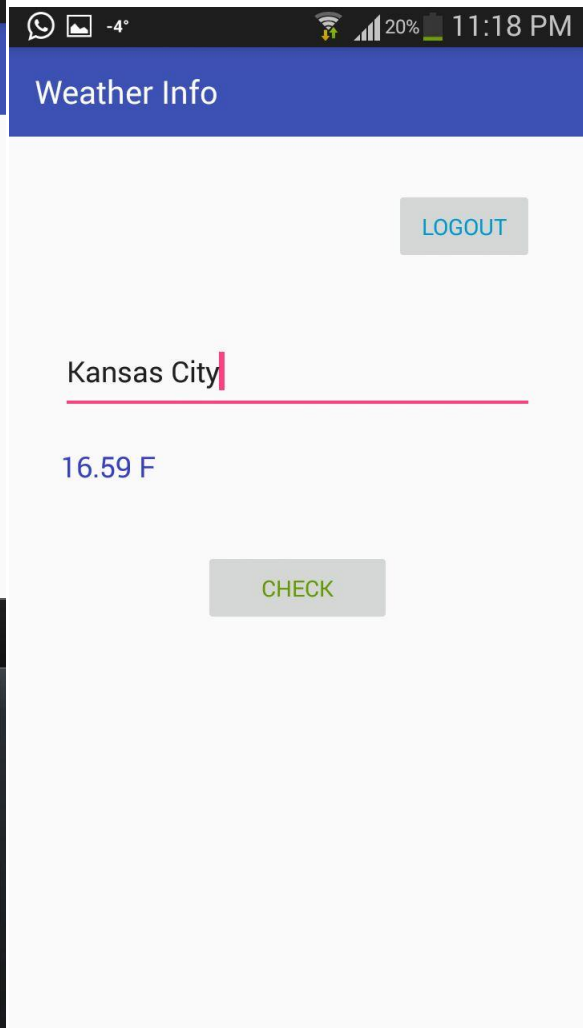 -4° 20% 11:18 PM
Weather Info
LOGOUT
Kansas City
16.59 F
CHECK